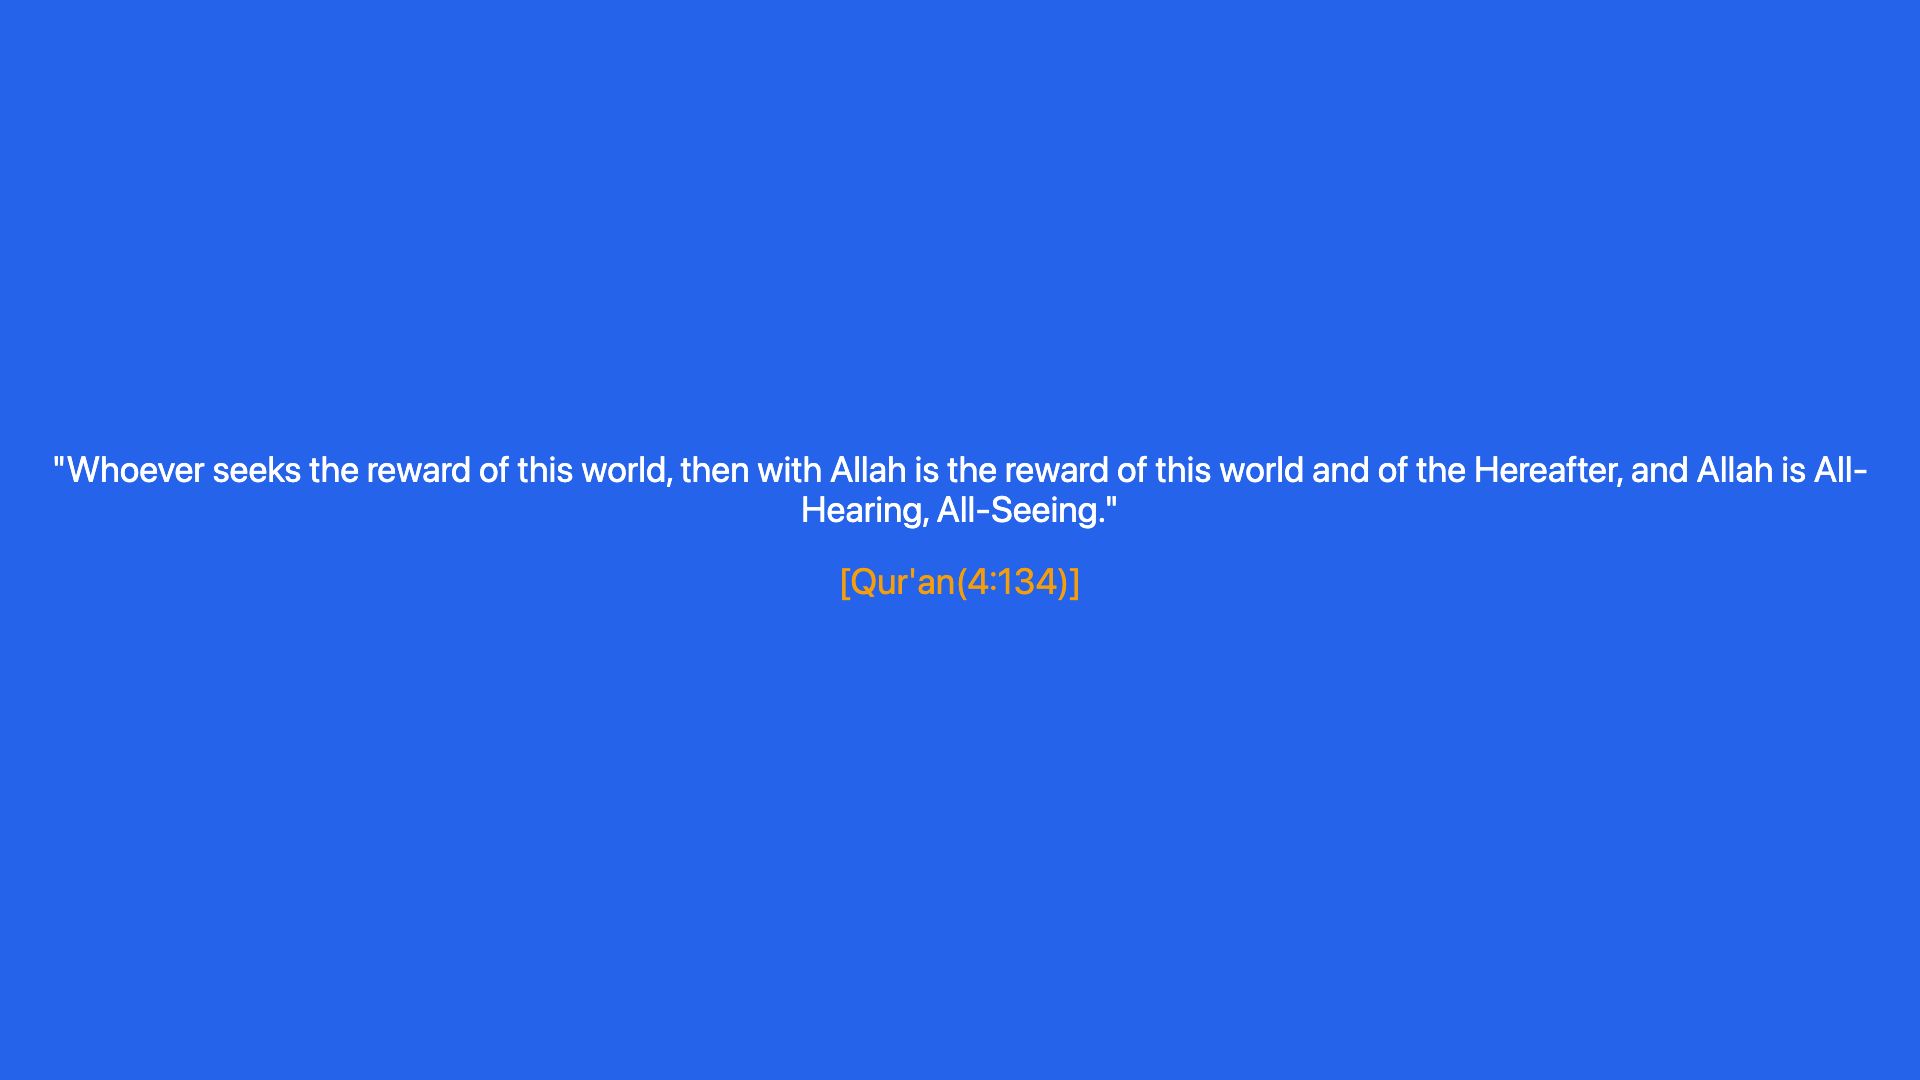 "Whoever seeks the reward of this world, then with Allah is the reward of this world and of the Hereafter, and Allah is All-
Hearing, All-Seeing."
[Qur'an(4:134)]